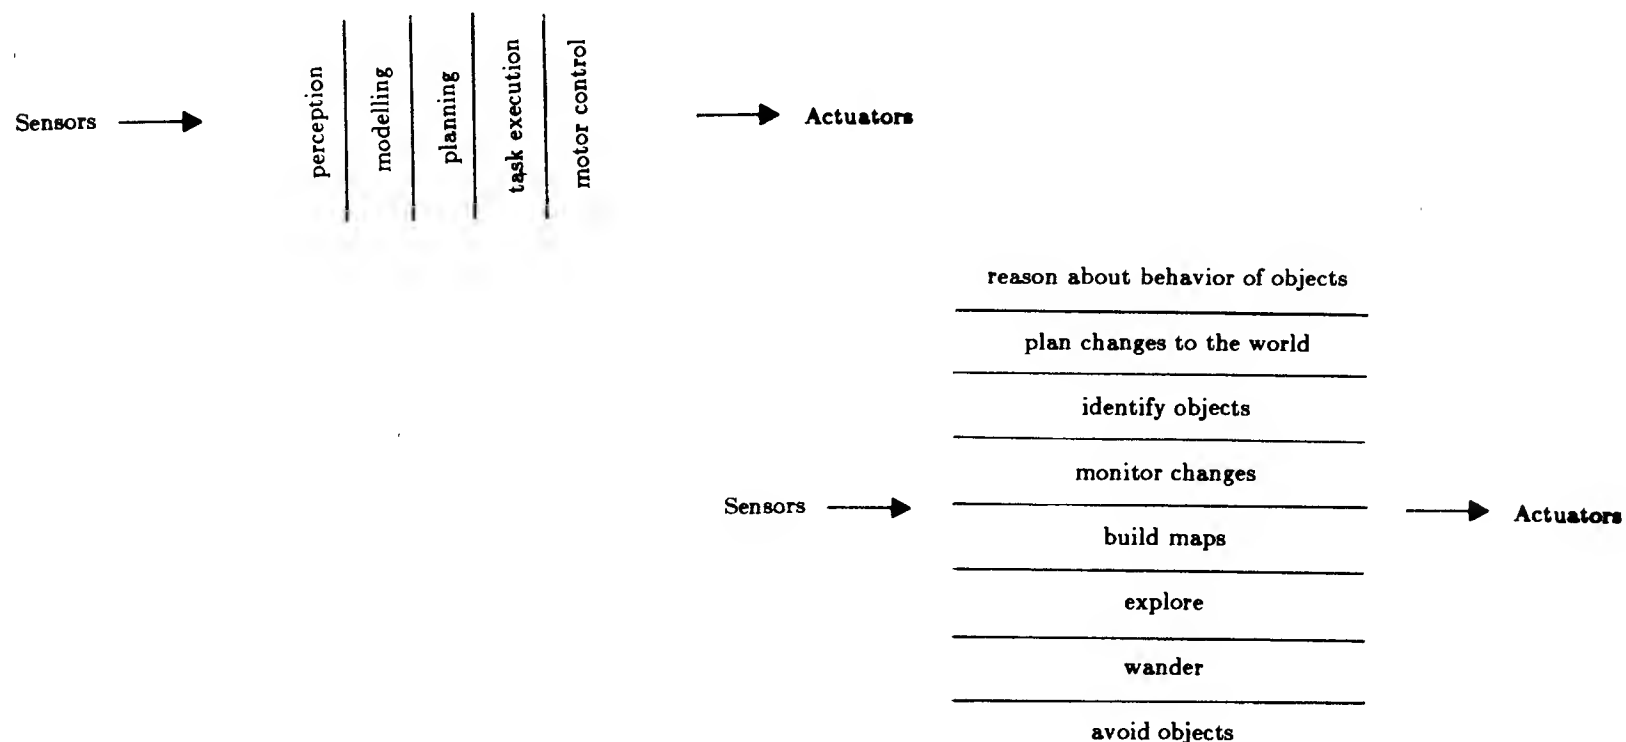 Sensors
perception
modelling
planning
task execution
motor control
Actuators
reason about behavior of objects
plan changes to the world
identify objects
monitor changes
Sensors
Actuators
build maps
explore
wander
avoid objects